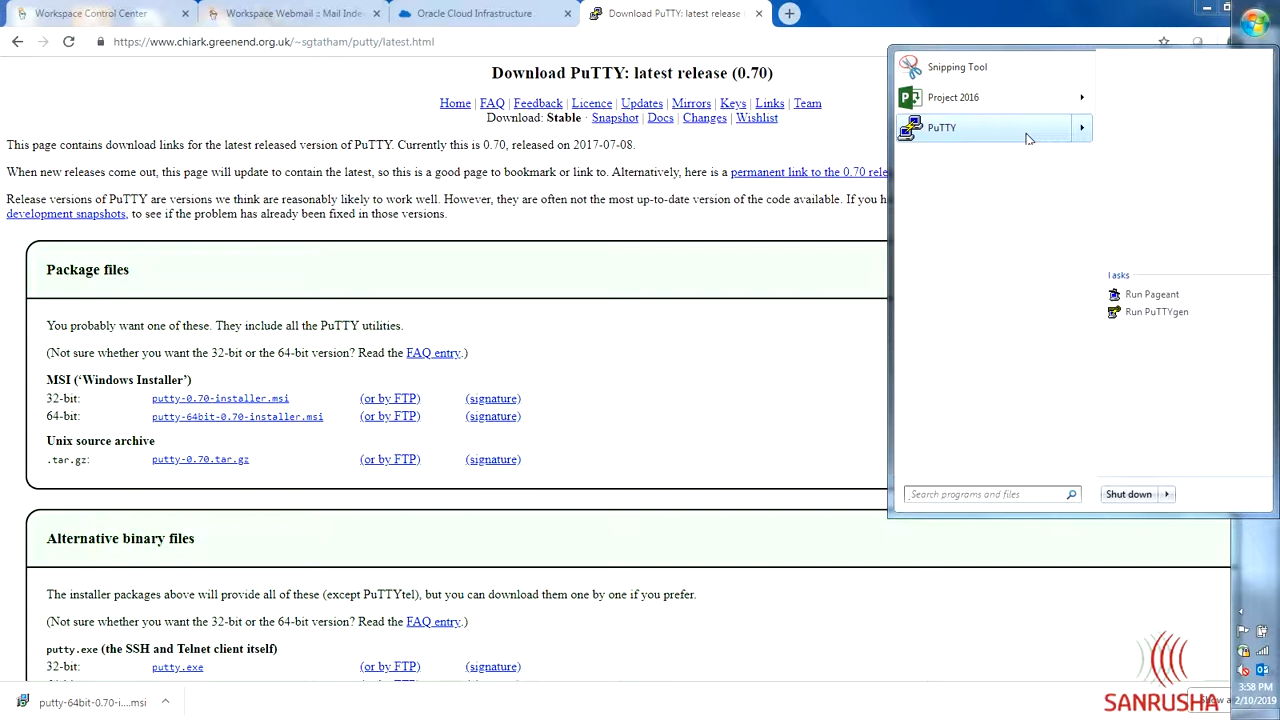 Workspace Control Center
Workspace Webmail :: Mail Inde
Oracle Cloud Infrastructure
Download PuTTY: latest release
https://www.chiark.greenend.org.uk/~sgtatham/putty/latest.html
Download PuTTY: latest release (0.70)
Home | FAQ | Feedback | Licence | Updates | Mirrors | Keys | Links | Team
Download: Stable · Snapshot | Docs | Changes | Wishlist
This page contains download links for the latest released version of PuTTY. Currently this is 0.70, released on 2017-07-08.
When new releases come out, this page will update to contain the latest, so this is a good page to bookmark or link to. Alternatively, here is a permanent link to the 0.70 rele
Release versions of PuTTY are versions we think are reasonably likely to work well. However, they are often not the most up-to-date version of the code available. If you h
development snapshots, to see if the problem has already been fixed in those versions.
Package files
You probably want one of these. They include all the PuTTY utilities.
(Not sure whether you want the 32-bit or the 64-bit version? Read the FAQ entry.)
MSI (‘Windows Installer’)
32-bit: putty-0.70-installer.msi (or by FTP) (signature)
64-bit: putty-64bit-0.70-installer.msi (or by FTP) (signature)
Unix source archive
.tar.gz: putty-0.70.tar.gz (or by FTP) (signature)
Alternative binary files
The installer packages above will provide all of these (except PuTTYtel), but you can download them one by one if you prefer.
(Not sure whether you want the 32-bit or the 64-bit version? Read the FAQ entry.)
putty.exe (the SSH and Telnet client itself)
32-bit: putty.exe (or by FTP) (signature)
putty-64bit-0.70-i....msi
Snipping Tool
Project 2016
PuTTY
Tasks
Run Pageant
Run PuTTYgen
Search programs and files
Shut down
SANRUSHA
Show a
3:58 PM
2/10/2019